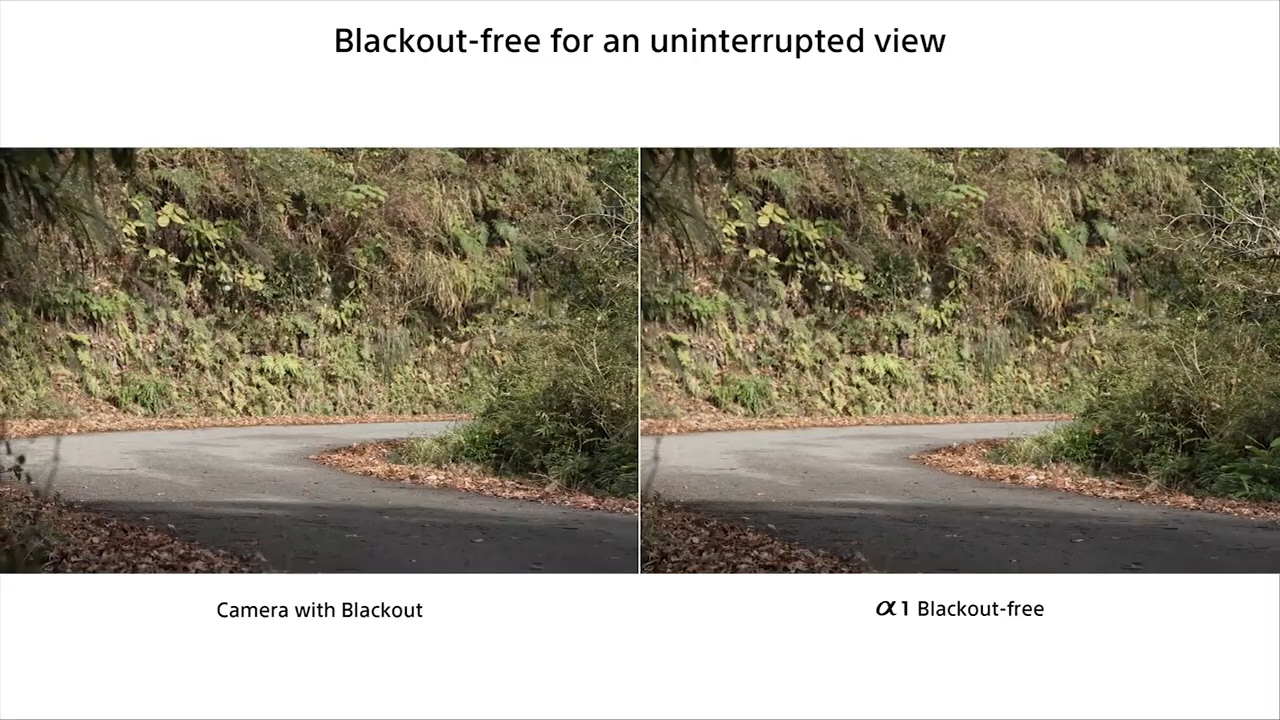 Blackout-free for an uninterrupted view
Camera with Blackout
α1 Blackout-free